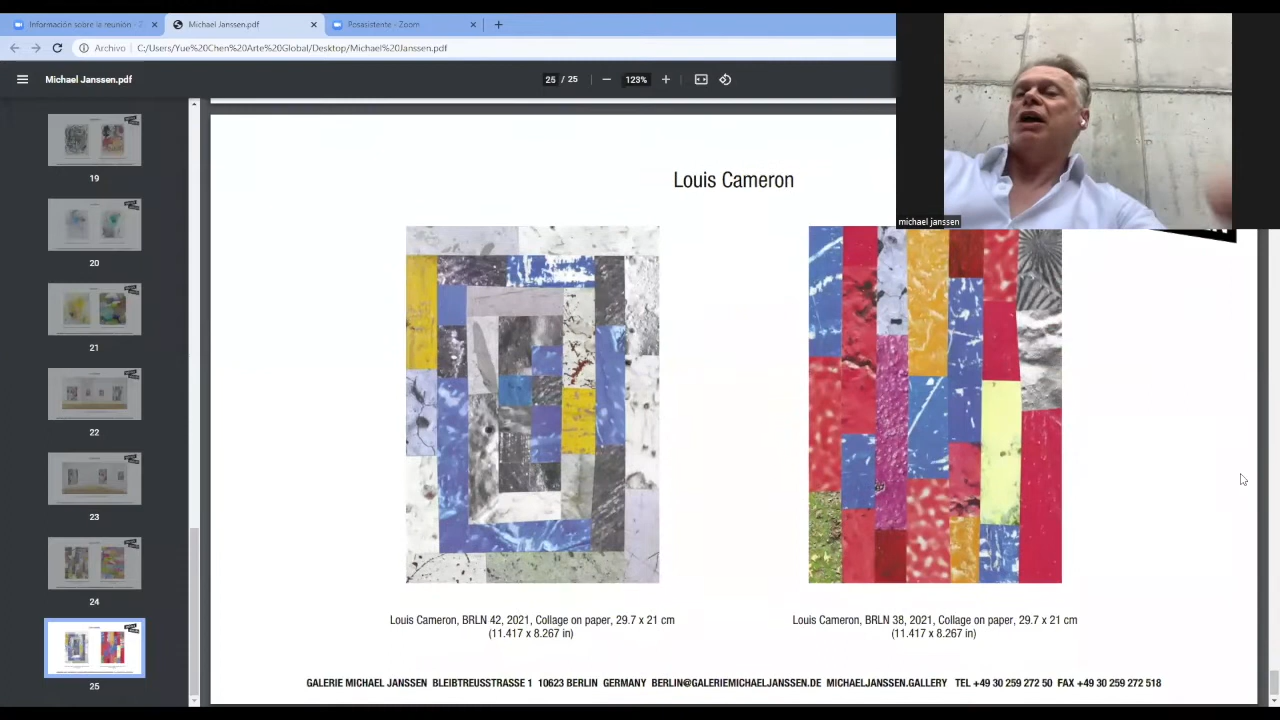 Información sobre la reunión - Z
Michael Janssen.pdf
Posasistente - Zoom
Archivo
C:/Users/Yue%20Chen%20Arte%20Global/Desktop/Michael%20Janssen.pdf
Michael Janssen.pdf
25 / 25
123%
michael janssen
19
20
21
22
23
24
25
Louis Cameron
Louis Cameron, BRLN 42, 2021, Collage on paper, 29.7 x 21 cm
(11.417 x 8.267 in)
Louis Cameron, BRLN 38, 2021, Collage on paper, 29.7 x 21 cm
(11.417 x 8.267 in)
GALERIE MICHAEL JANSSEN BLEIBTREUSSTRASSE 1 10623 BERLIN GERMANY BERLIN@GALERIEMICHAELJANSSEN.DE MICHAELJANSSEN.GALLERY TEL +49 30 259 272 50 FAX +49 30 259 272 518